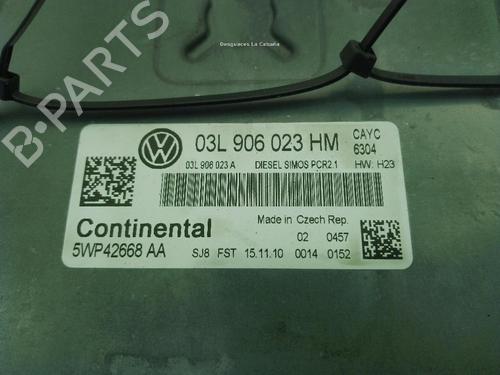 Desguaces La Cabaña
03L 906 023 HM CAYC
6304
03L 906 023 A DIESEL SIMOS PCR2.1 HW: H23
Continental Made in Czech Rep.
02 0457
5WP42668 AA SJ8 FST 15.11.10 0014 0152
B-PARTS